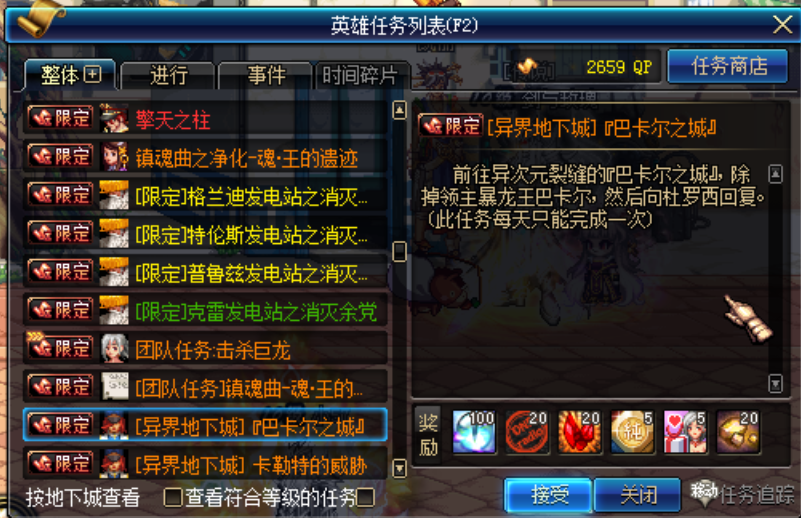 英雄任务列表(F2)
整体 进行 事件 时间碎片
2659 QP 任务商店
限定 擎天之柱
限定 镇魂曲之净化-魂·王的遗迹
限定 [限定]格兰迪发电站之消灭...
限定 [限定]特伦斯发电站之消灭...
限定 [限定]普鲁兹发电站之消灭...
限定 [限定]克雷发电站之消灭余党
限定 团队任务:击杀巨龙
限定 [团队任务]镇魂曲-魂·王的...
限定 [异界地下城]『巴卡尔之城』
限定 [异界地下城] 卡勒特的威胁
按地下城查看 查看符合等级的任务
限定 [异界地下城]『巴卡尔之城』
前往异次元裂缝的『巴卡尔之城』, 除
掉领主暴龙王巴卡尔, 然后向杜罗西回复。
(此任务每天只能完成一次)
奖励 100 20 20 5 5 20
接受 关闭 移动 任务追踪